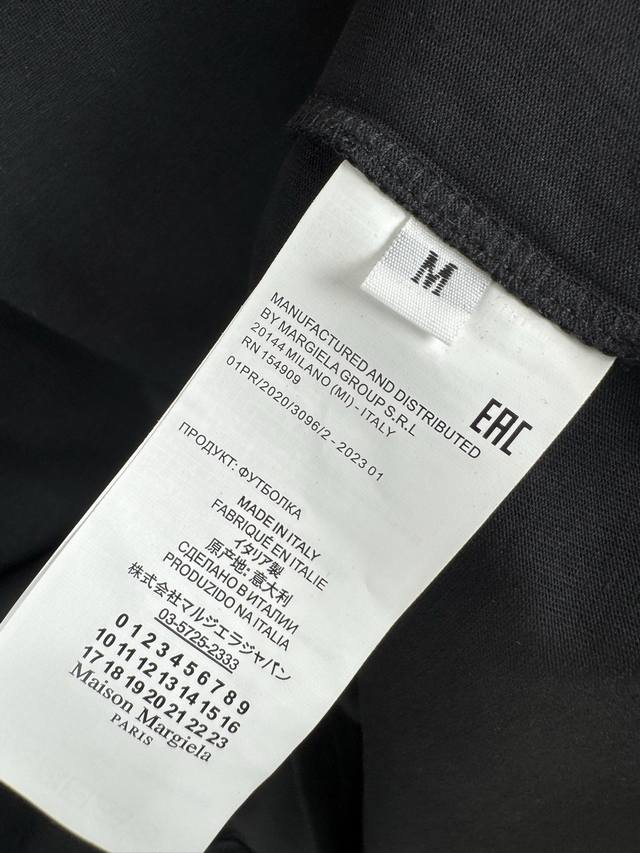 M
MANUFACTURED AND DISTRIBUTED
BY MARGIELA GROUP S.R.L
20144 MILANO (MI) - ITALY
RN 154909
01PR/2020/3096/2 - 2023 01
EAC
ПРОДУКТ: ФУТБОЛКА
MADE IN ITALY
FABRIQUÉ EN ITALIE
イタリア製
原产地: 意大利
СДЕЛАНО В ИТАЛИИ
PRODUZIDO NA ITALIA
株式会社マルジェラジャパン
03-5725-2333
0 1 2 3 4 5 6 7 8 9
10 11 12 13 14 15 16
17 18 19 20 21 22 23
Maison Margiela
PARIS